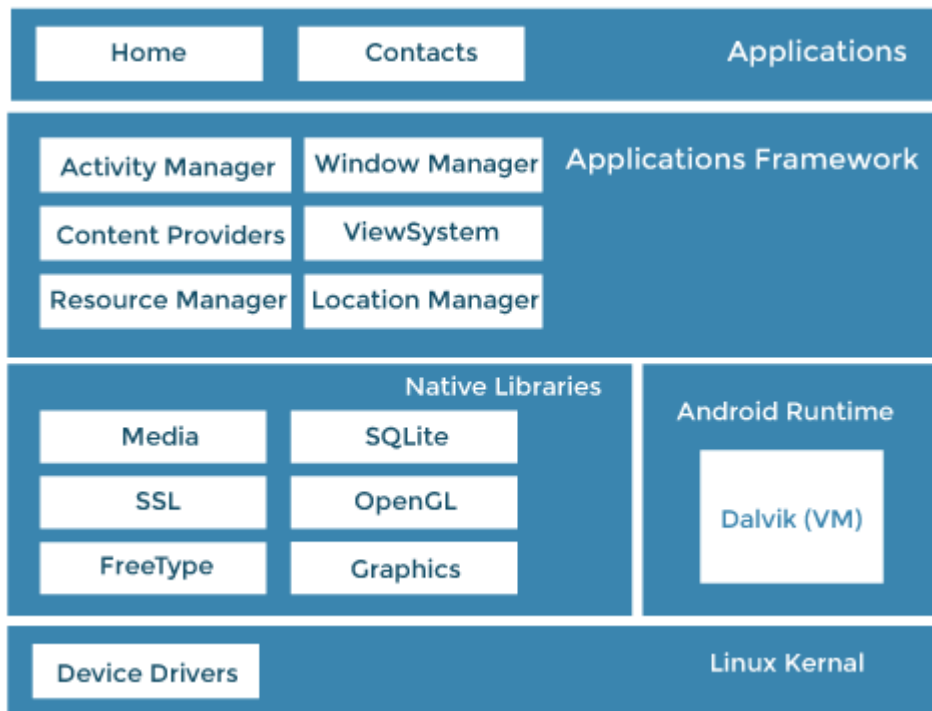 Home
Contacts
Applications
Activity Manager
Window Manager
Applications Framework
Content Providers
ViewSystem
Resource Manager
Location Manager
Native Libraries
Media
SQLite
SSL
OpenGL
FreeType
Graphics
Android Runtime
Dalvik (VM)
Device Drivers
Linux Kernal